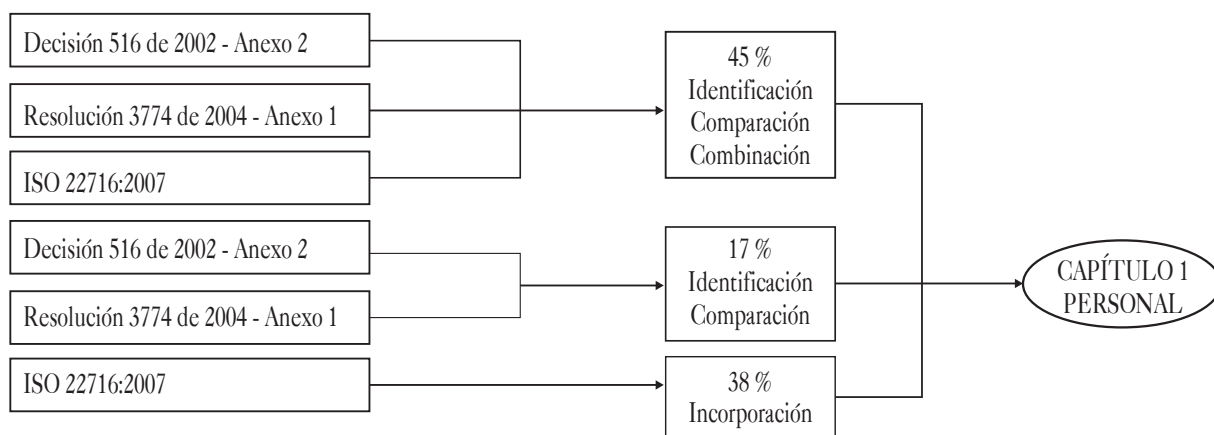 Decisión 516 de 2002 - Anexo 2
Resolución 3774 de 2004 - Anexo 1
ISO 22716:2007
45 %
Identificación
Comparación
Combinación
Decisión 516 de 2002 - Anexo 2
Resolución 3774 de 2004 - Anexo 1
17 %
Identificación
Comparación
ISO 22716:2007
38 %
Incorporación
CAPÍTULO 1
PERSONAL